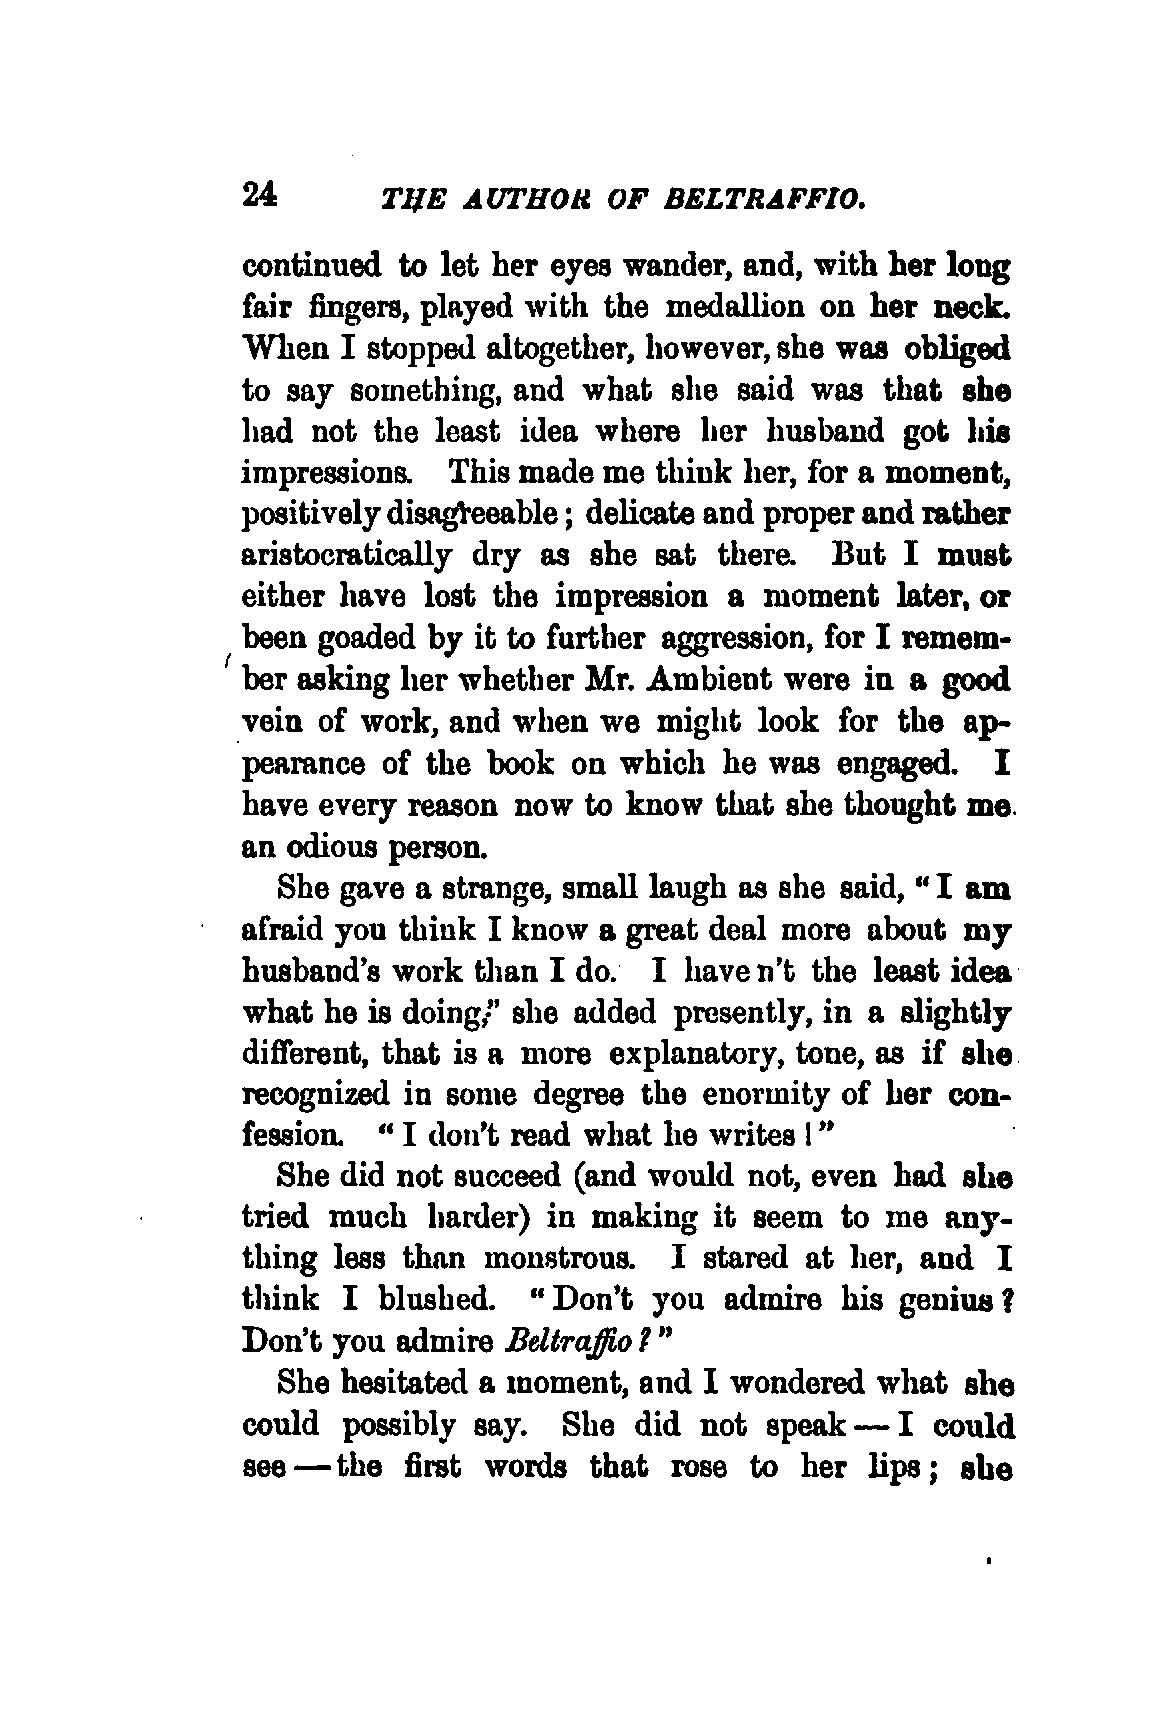 24 THE AUTHOR OF BELTRAFFIO.
continued to let her eyes wander, and, with her long
fair fingers, played with the medallion on her neck.
When I stopped altogether, however, she was obliged
to say something, and what she said was that she
had not the least idea where her husband got his
impressions. This made me think her, for a moment,
positively disagreeable; delicate and proper and rather
aristocratically dry as she sat there. But I must
either have lost the impression a moment later, or
been goaded by it to further aggression, for I remem-
ber asking her whether Mr. Ambient were in a good
vein of work, and when we might look for the ap-
pearance of the book on which he was engaged. I
have every reason now to know that she thought me
an odious person.
She gave a strange, small laugh as she said, “I am
afraid you think I know a great deal more about my
husband's work than I do. I have n't the least idea
what he is doing,” she added presently, in a slightly
different, that is a more explanatory, tone, as if she
recognized in some degree the enormity of her con-
fession. “I don't read what he writes!”
She did not succeed (and would not, even had she
tried much harder) in making it seem to me any-
thing less than monstrous. I stared at her, and I
think I blushed. “Don't you admire his genius?
Don't you admire Beltraffio?”
She hesitated a moment, and I wondered what she
could possibly say. She did not speak — I could
see — the first words that rose to her lips; she